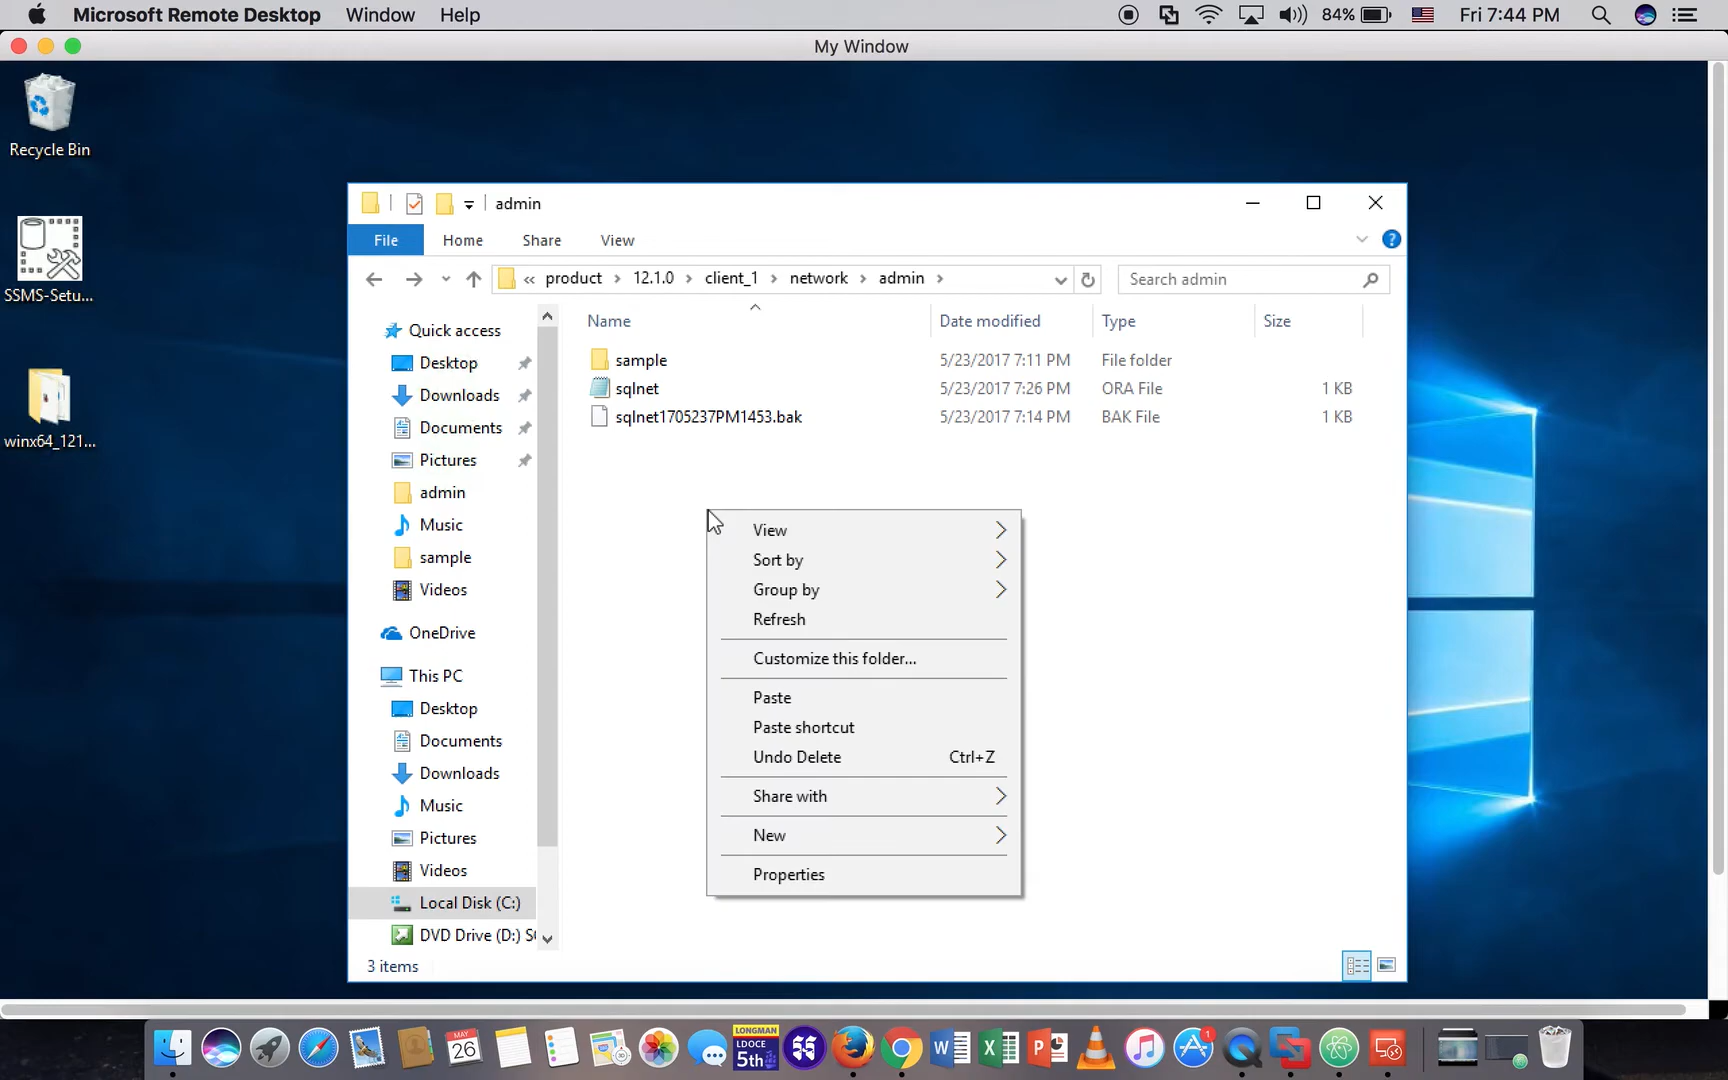 Microsoft Remote Desktop Window Help 84% Fri 7:44 PM
My Window
Recycle Bin
SSMS-Setu...
winx64_121...
admin
File Home Share View
« product 12.1.0 client_1 network admin
Search admin
Name Date modified Type Size
sample 5/23/2017 7:11 PM File folder
sqlnet 5/23/2017 7:26 PM ORA File 1 KB
sqlnet1705237PM1453.bak 5/23/2017 7:14 PM BAK File 1 KB
Quick access
Desktop
Downloads
Documents
Pictures
admin
Music
sample
Videos
OneDrive
This PC
Desktop
Documents
Downloads
Music
Pictures
Videos
Local Disk (C:)
DVD Drive (D:) S
View
Sort by
Group by
Refresh
Customize this folder...
Paste
Paste shortcut
Undo Delete Ctrl+Z
Share with
New
Properties
3 items
MAY
26
LONGMAN
LDOCE
5th
W
X
P
1